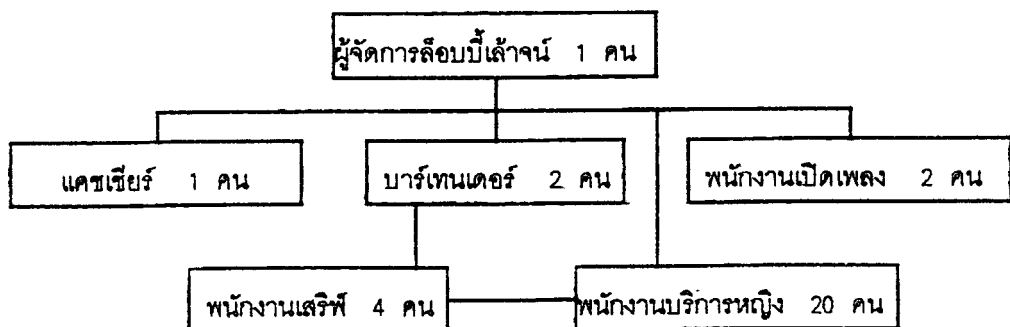 ผู้จัดการล็อบบี้เล้าจน์ 1 คน
แคชเชียร์ 1 คน
บาร์เทนเดอร์ 2 คน
พนักงานเปิดเพลง 2 คน
พนักงานเสริฟ์ 4 คน
พนักงานบริการหญิง 20 คน